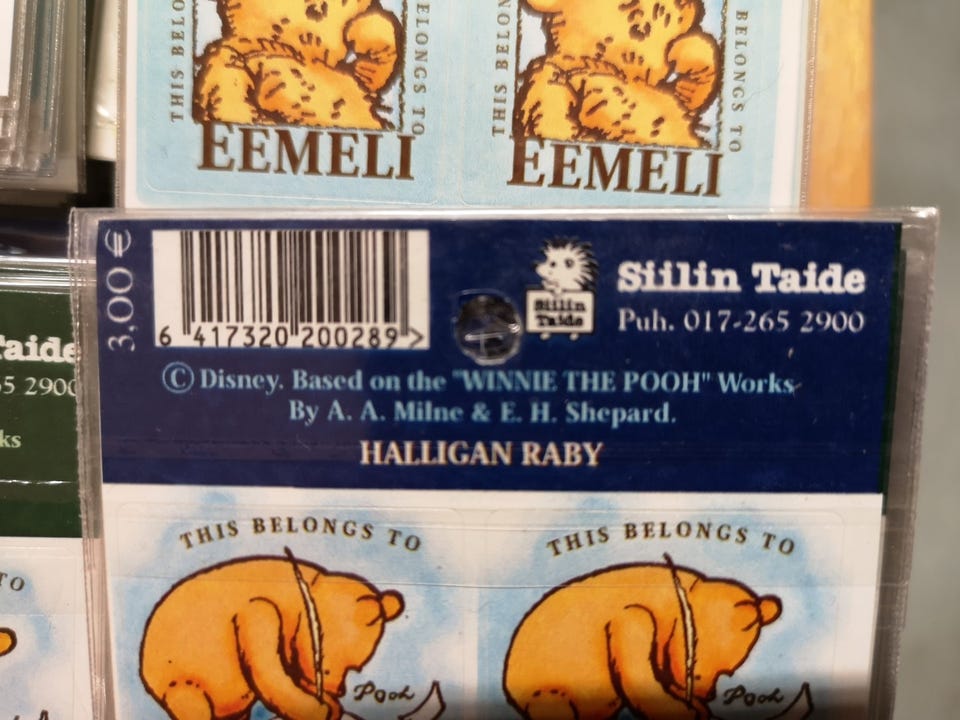 THIS BELONGS TO
EEMELI
THIS BELONGS TO
EEMELI
3,00 €
6 417320 200289 >
Siilin Taide
Siilin Taide
Puh. 017-265 2900
© Disney. Based on the "WINNIE THE POOH" Works
By A. A. Milne & E. H. Shepard.
HALLIGAN RABY
Taide
65 2900
ks
TO
THIS BELONGS TO
Pooh
THIS BELONGS TO
Pooh